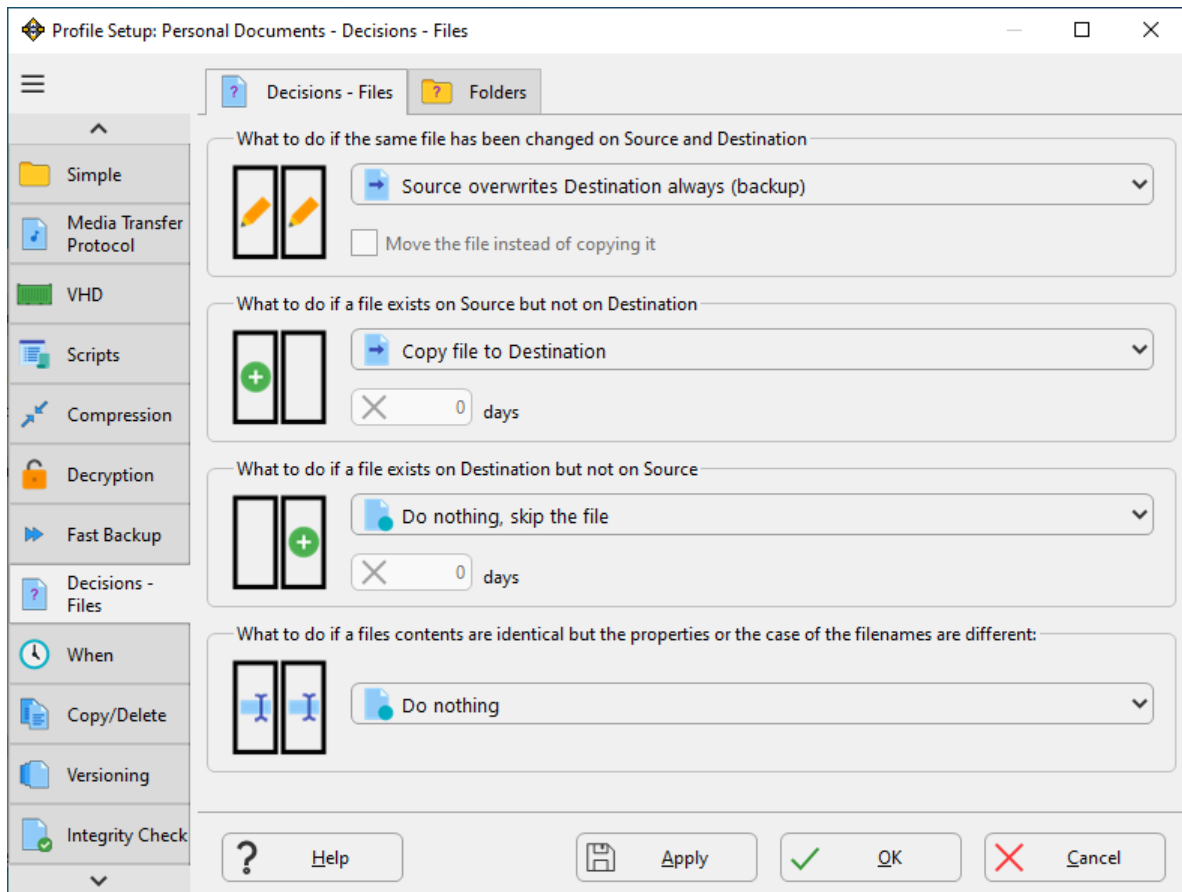 Profile Setup: Personal Documents - Decisions - Files
Decisions - Files
Folders
Simple
Media Transfer
Protocol
VHD
Scripts
Compression
Decryption
Fast Backup
Decisions -
Files
When
Copy/Delete
Versioning
Integrity Check
What to do if the same file has been changed on Source and Destination
Source overwrites Destination always (backup)
Move the file instead of copying it
What to do if a file exists on Source but not on Destination
Copy file to Destination
0 days
What to do if a file exists on Destination but not on Source
Do nothing, skip the file
0 days
What to do if a files contents are identical but the properties or the case of the filenames are different:
Do nothing
Help
Apply
OK
Cancel